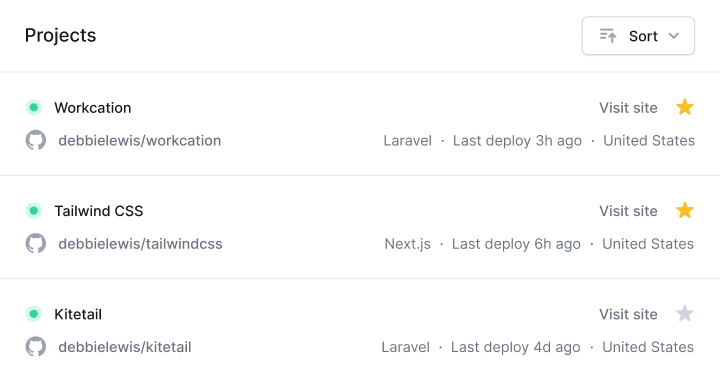 Projects
Sort
Workcation
Visit site
debbielewis/workcation
Laravel · Last deploy 3h ago · United States
Tailwind CSS
Visit site
debbielewis/tailwindcss
Next.js · Last deploy 6h ago · United States
Kitetail
Visit site
debbielewis/kitetail
Laravel · Last deploy 4d ago · United States